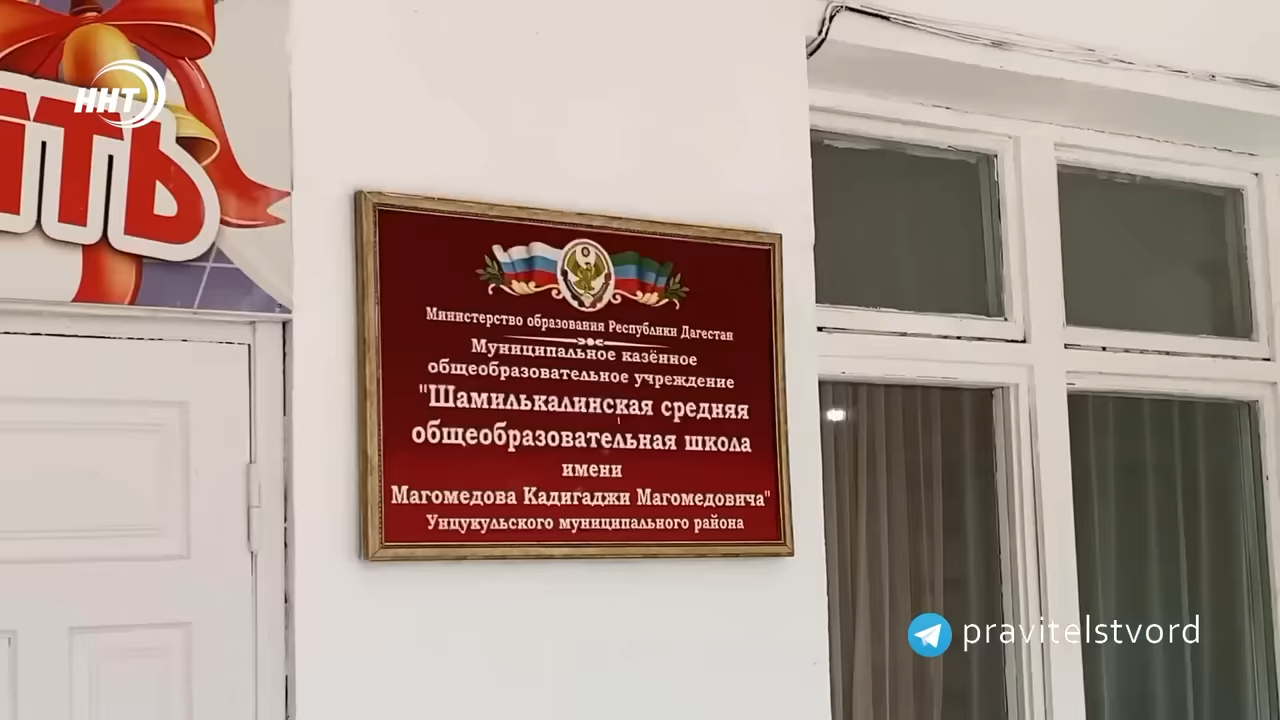 ННТ
ять
Министерство образования Республики Дагестан
Муниципальное казённое
общеобразовательное учреждение
"Шамилькалинская средняя
общеобразовательная школа
имени
Магомедова Кадигаджи Магомедовича"
Унцукульского муниципального района
pravitelstvord